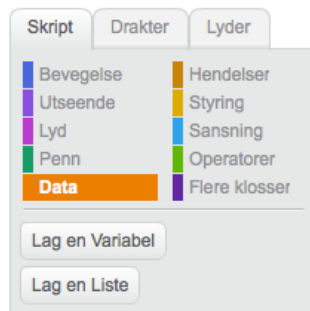 Skript Drakter Lyder
Bevegelse Hendelser
Utseende Styring
Lyd Sansning
Penn Operatorer
Data Flere klosser
Lag en Variabel
Lag en Liste